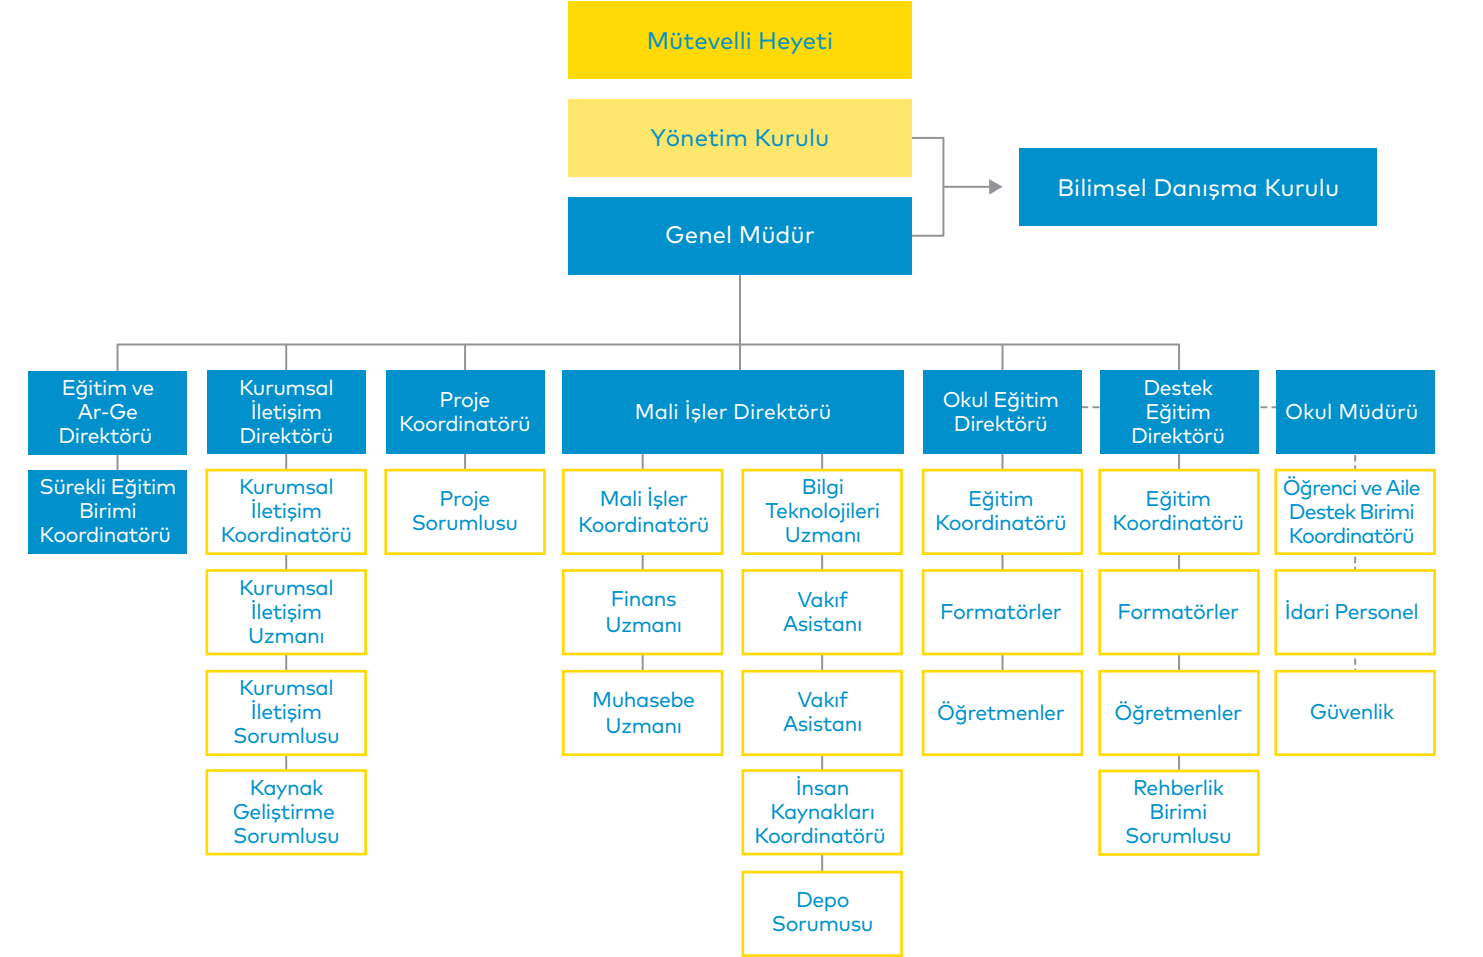 Mütevelli Heyeti
Yönetim Kurulu
Bilimsel Danışma Kurulu
Genel Müdür
Eğitim ve
Ar-Ge
Direktörü
Kurumsal
İletişim
Direktörü
Proje
Koordinatörü
Mali İşler Direktörü
Okul Eğitim
Direktörü
Destek
Eğitim
Direktörü
Okul Müdürü
Sürekli Eğitim
Birimi
Koordinatörü
Kurumsal
İletişim
Koordinatörü
Proje
Sorumlusu
Mali İşler
Koordinatörü
Bilgi
Teknolojileri
Uzmanı
Eğitim
Koordinatörü
Eğitim
Koordinatörü
Öğrenci ve Aile
Destek Birimi
Koordinatörü
Kurumsal
İletişim
Uzmanı
Finans
Uzmanı
Vakıf
Asistanı
Formatörler
Formatörler
İdari Personel
Kurumsal
İletişim
Sorumlusu
Muhasebe
Uzmanı
Vakıf
Asistanı
Öğretmenler
Öğretmenler
Güvenlik
Kaynak
Geliştirme
Sorumlusu
İnsan
Kaynakları
Koordinatörü
Rehberlik
Birimi
Sorumlusu
Depo
Sorumusu